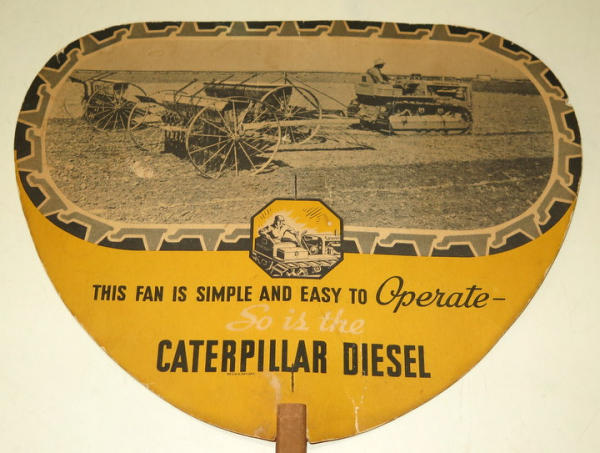 THIS FAN IS SIMPLE AND EASY TO Operate-
So is the
CATERPILLAR DIESEL